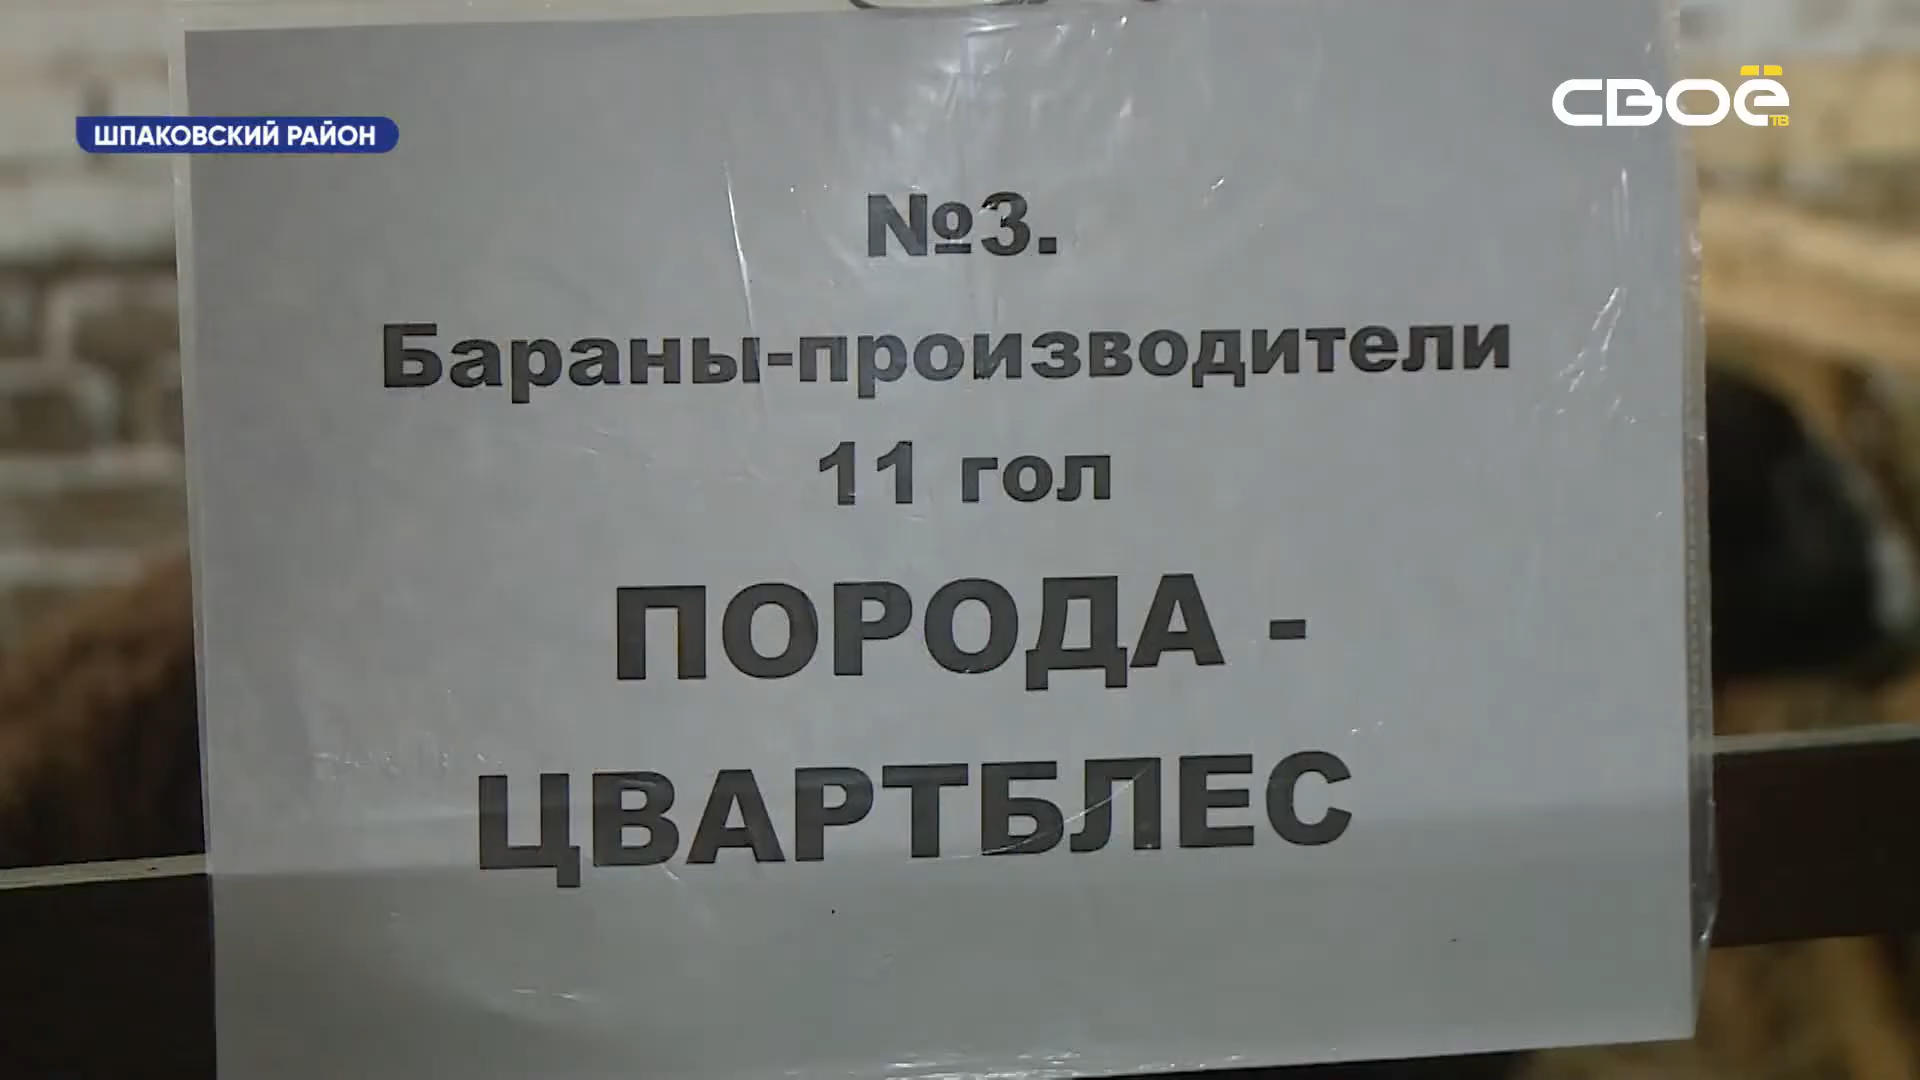 ШПАКОВСКИЙ РАЙОН
СВОЁ ТВ
№3.
Бараны-производители
11 гол
ПОРОДА -
ЦВАРТБЛЕС